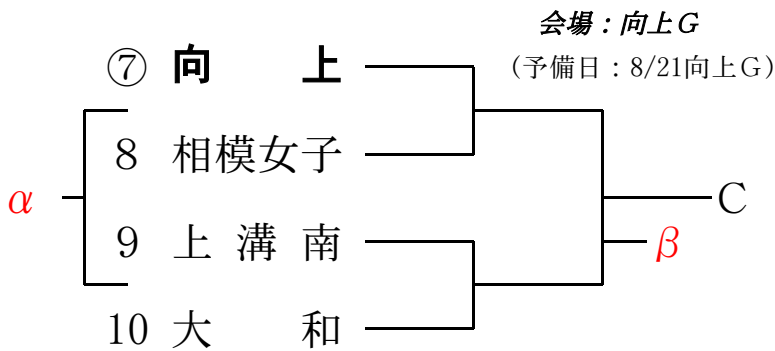 会場：向上G
⑦ 向上
(予備日：8/21向上G)
8 相模女子
α
C
9 上溝南
β
10 大和